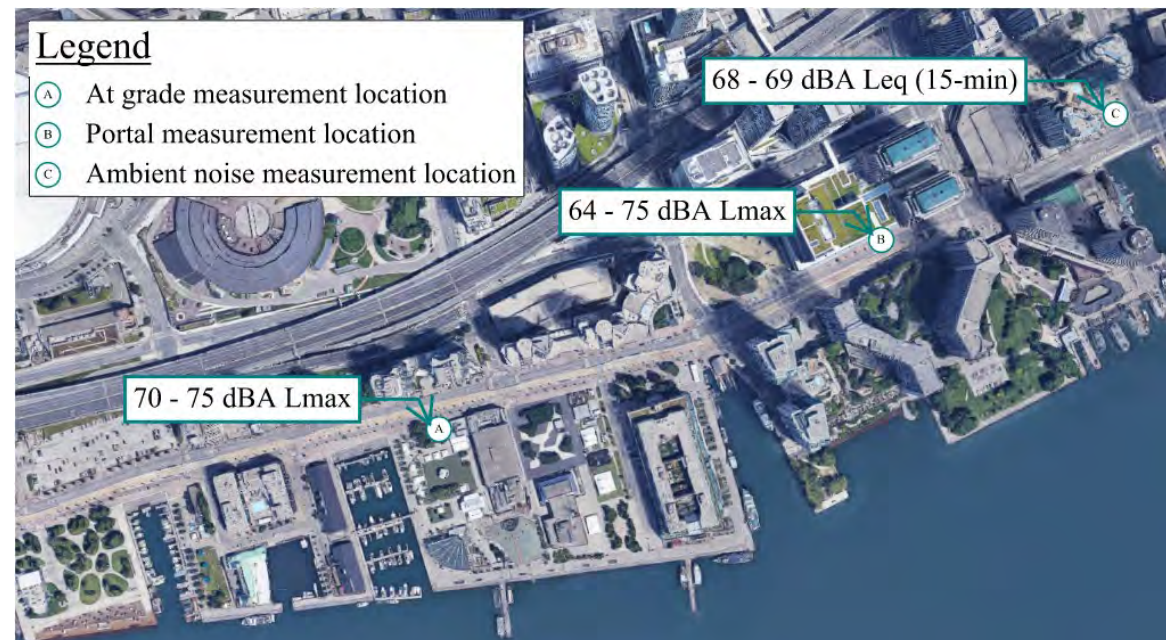 Legend
A At grade measurement location
B Portal measurement location
C Ambient noise measurement location
68 - 69 dBA Leq (15-min)
C
64 - 75 dBA Lmax
B
70 - 75 dBA Lmax
A